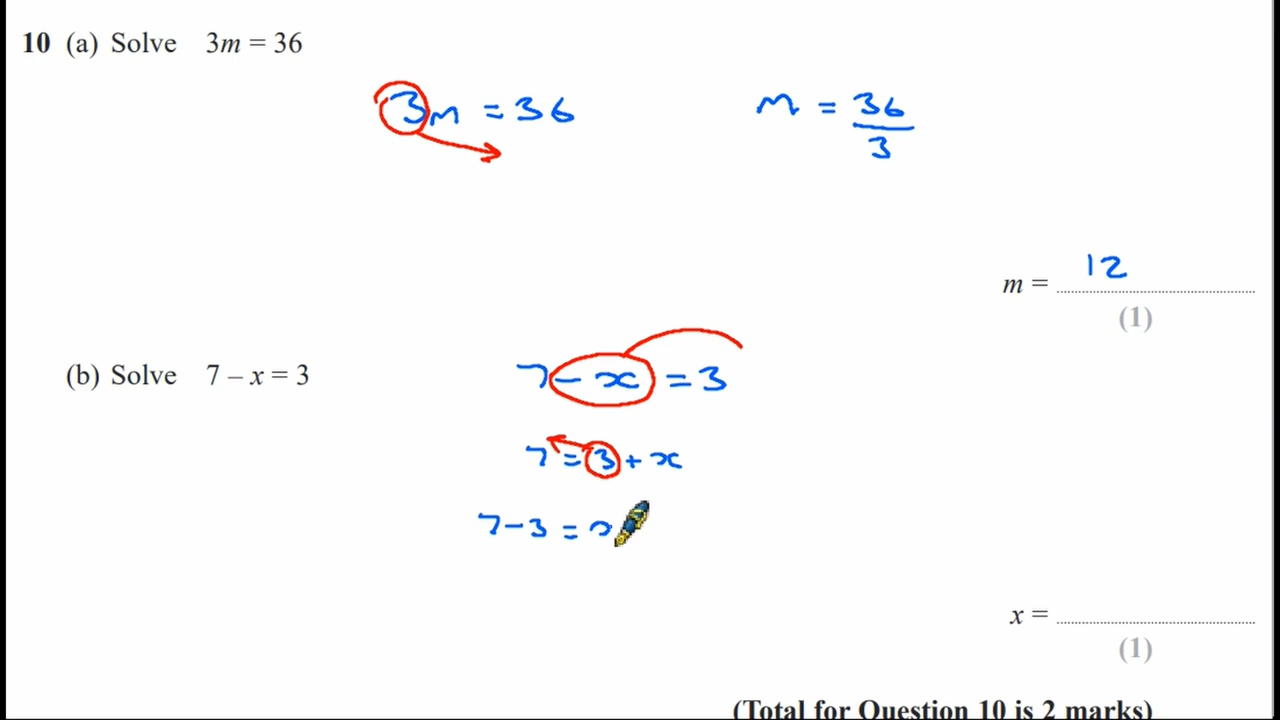 10 (a) Solve 3m = 36
3m = 36 m = 36/3
m = 12
(1)
(b) Solve 7 – x = 3 7 – x = 3
7 = 3 + x
7 – 3 = x
x =
(1)
(Total for Question 10 is 2 marks)